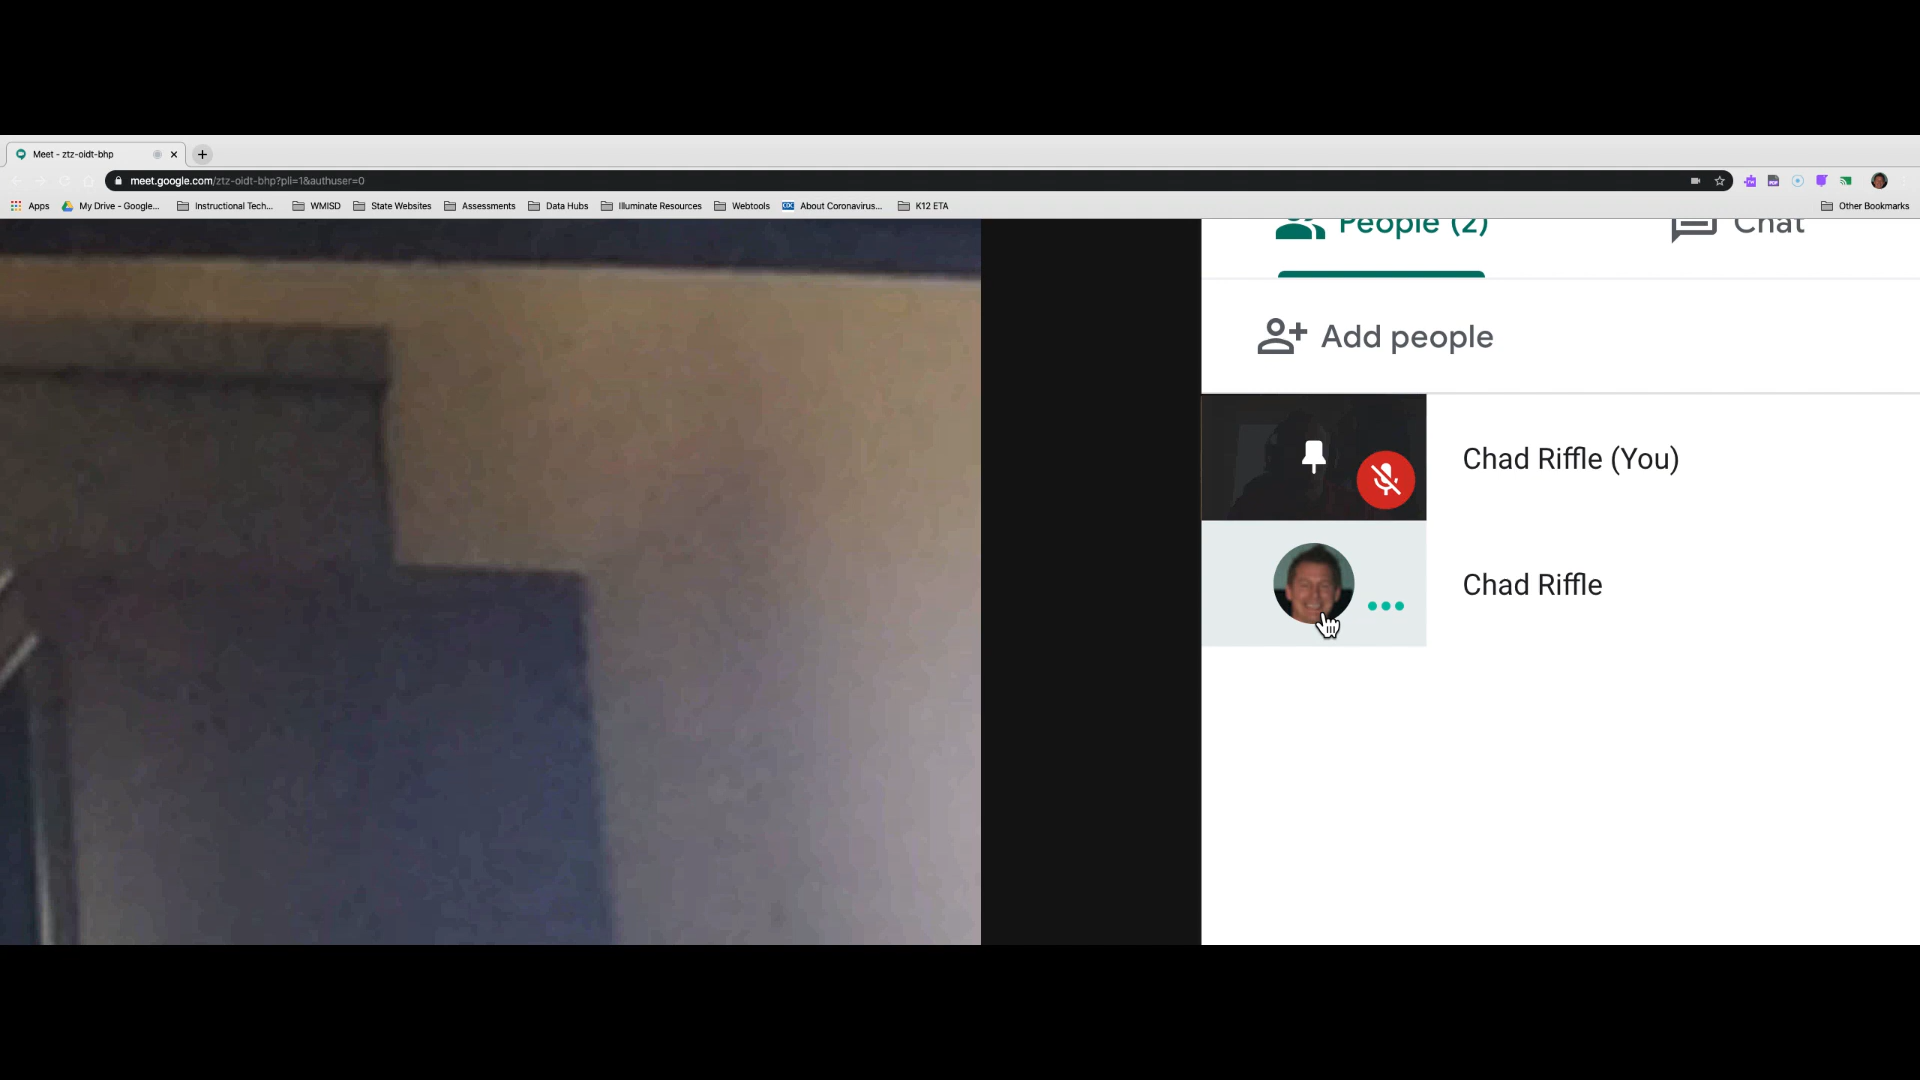 Meet - ztz-oidt-bhp
meet.google.com/ztz-oidt-bhp?pli=1&authuser=0
Apps My Drive - Google... Instructional Tech... WMISD State Websites Assessments Data Hubs Illuminate Resources Webtools CDC About Coronavirus... K12 ETA Other Bookmarks
People (2) Chat
Add people
Chad Riffle (You)
Chad Riffle